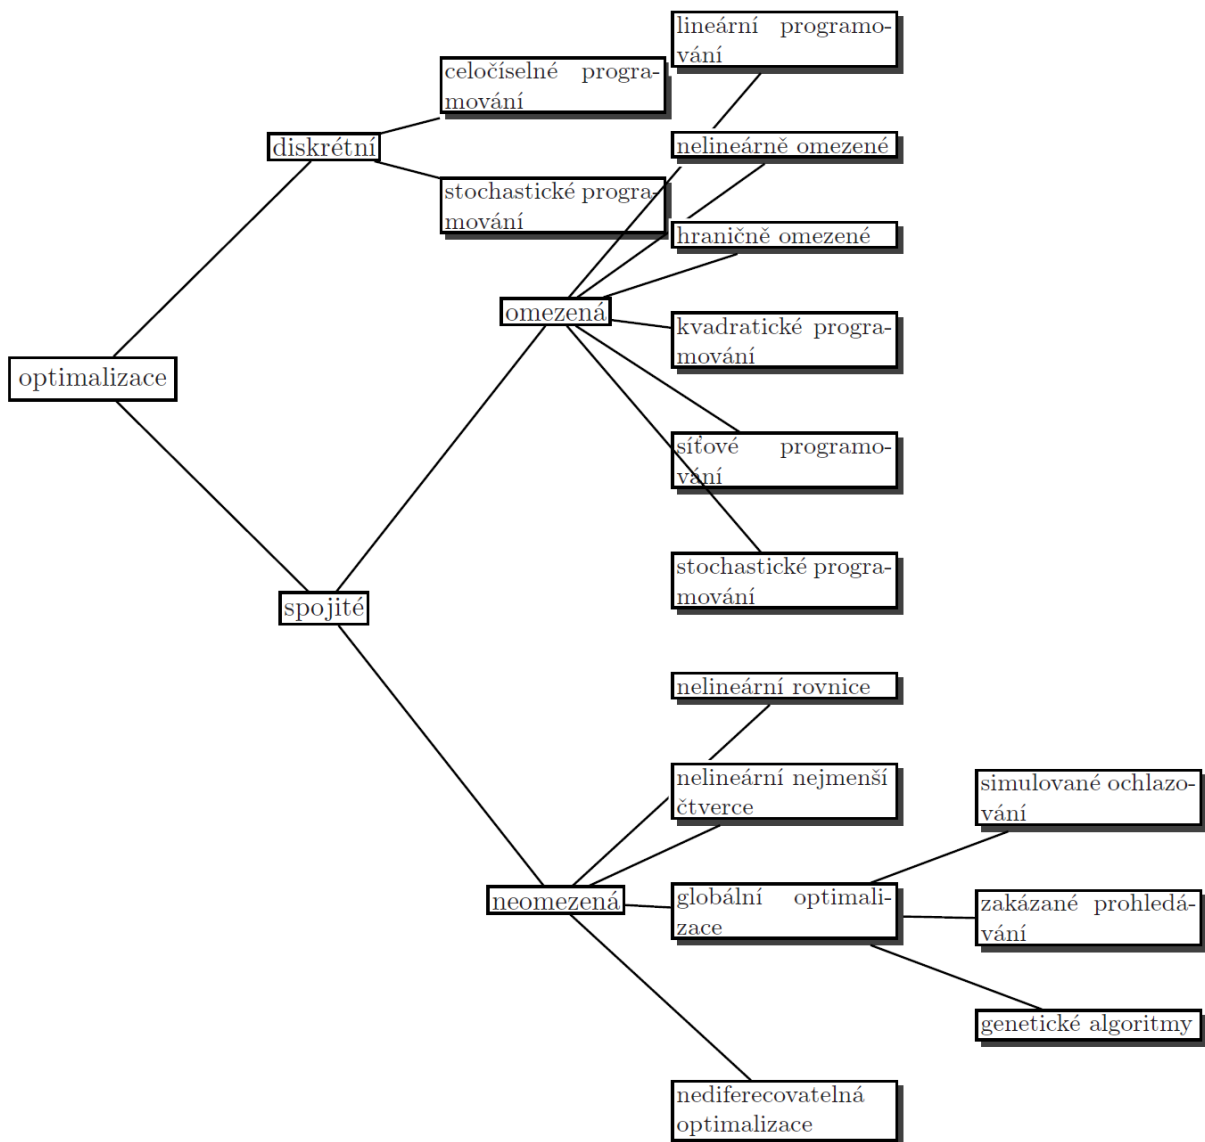 optimalizace
diskrétní
celočíselné progra-
mování
stochastické progra-
mování
spojité
omezená
lineární programo-
vání
nelineárně omezené
hraničně omezené
kvadratické progra-
mování
síťové programo-
vání
stochastické progra-
mování
neomezená
nelineární rovnice
nelineární nejmenší
čtverce
globální optimali-
zace
simulované ochlazo-
vání
zakázané prohledá-
vání
genetické algoritmy
nediferecovatelná
optimalizace